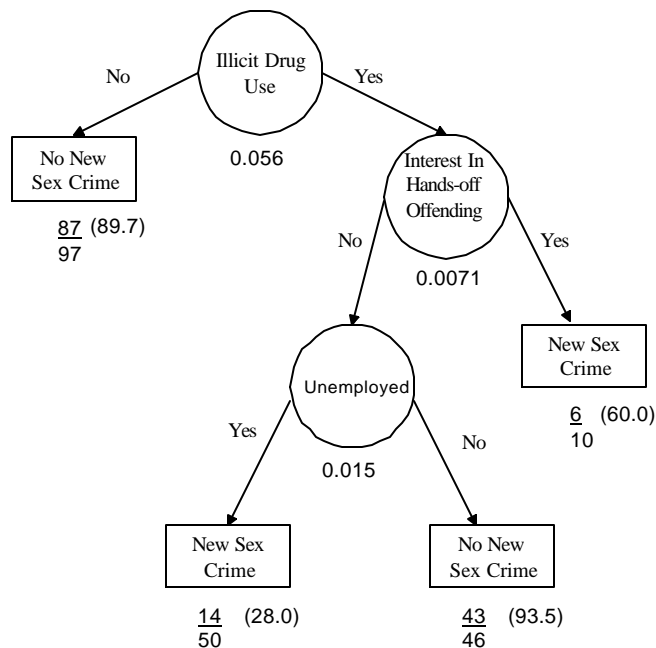 Illicit Drug
Use
No
Yes
0.056
No New
Sex Crime
87 (89.7)
97
Interest In
Hands-off
Offending
No
Yes
0.0071
Unemployed
New Sex
Crime
6 (60.0)
10
Yes
No
0.015
New Sex
Crime
No New
Sex Crime
14 (28.0)
50
43 (93.5)
46